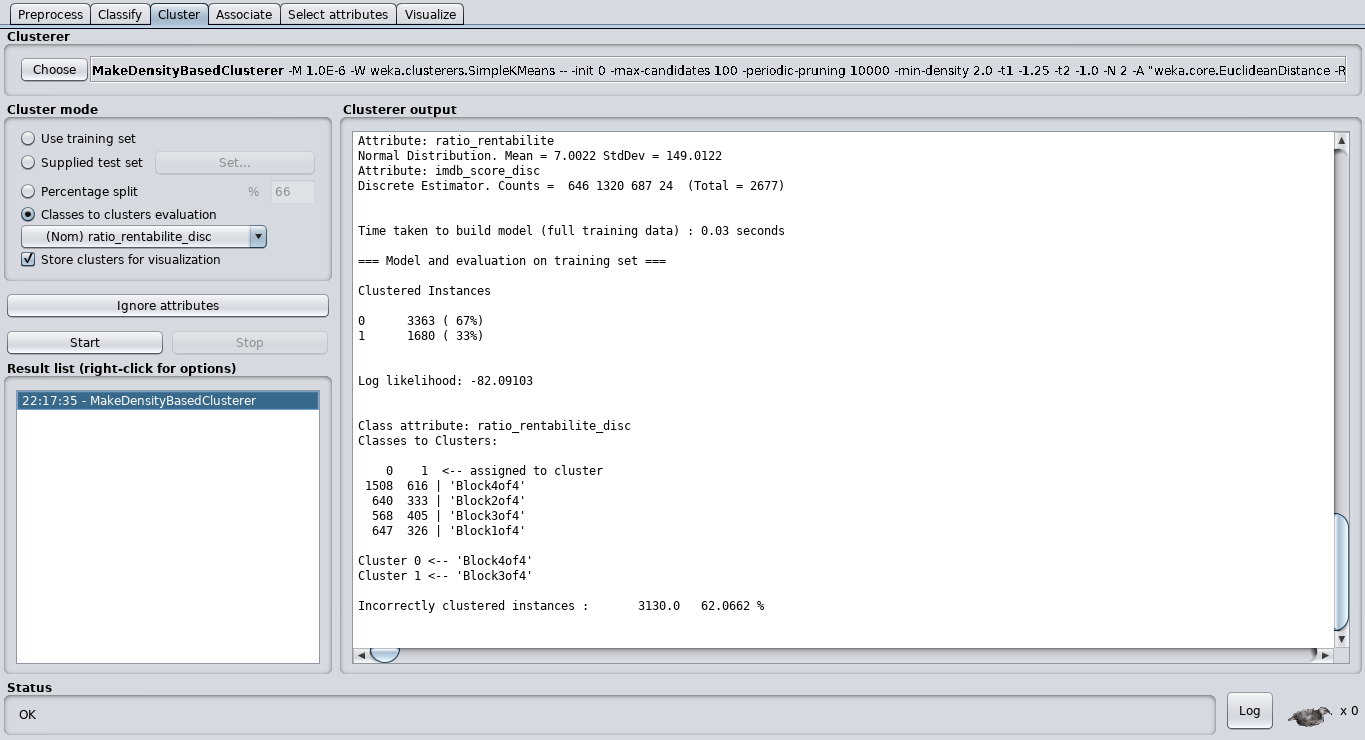 Preprocess Classify Cluster Associate Select attributes Visualize
Clusterer
Choose MakeDensityBasedClusterer -M 1.0E-6 -W weka.clusterers.SimpleKMeans -- -init 0 -max-candidates 100 -periodic-pruning 10000 -min-density 2.0 -t1 -1.25 -t2 -1.0 -N 2 -A "weka.core.EuclideanDistance -R
Cluster mode
Use training set
Supplied test set Set...
Percentage split % 66
Classes to clusters evaluation
(Nom) ratio_rentabilite_disc
Store clusters for visualization
Ignore attributes
Start Stop
Result list (right-click for options)
22:17:35 - MakeDensityBasedClusterer
Clusterer output
Attribute: ratio_rentabilite
Normal Distribution. Mean = 7.0022 StdDev = 149.0122
Attribute: imdb_score_disc
Discrete Estimator. Counts =  646 1320 687 24  (Total = 2677)
Time taken to build model (full training data) : 0.03 seconds
=== Model and evaluation on training set ===
Clustered Instances
0      3363 ( 67%)
1      1680 ( 33%)
Log likelihood: -82.09103
Class attribute: ratio_rentabilite_disc
Classes to Clusters:
0    1  <-- assigned to cluster
1508  616 | 'Block4of4'
640  333 | 'Block2of4'
568  405 | 'Block3of4'
647  326 | 'Block1of4'
Cluster 0 <-- 'Block4of4'
Cluster 1 <-- 'Block3of4'
Incorrectly clustered instances :       3130.0   62.0662 %
Status
OK
Log x 0